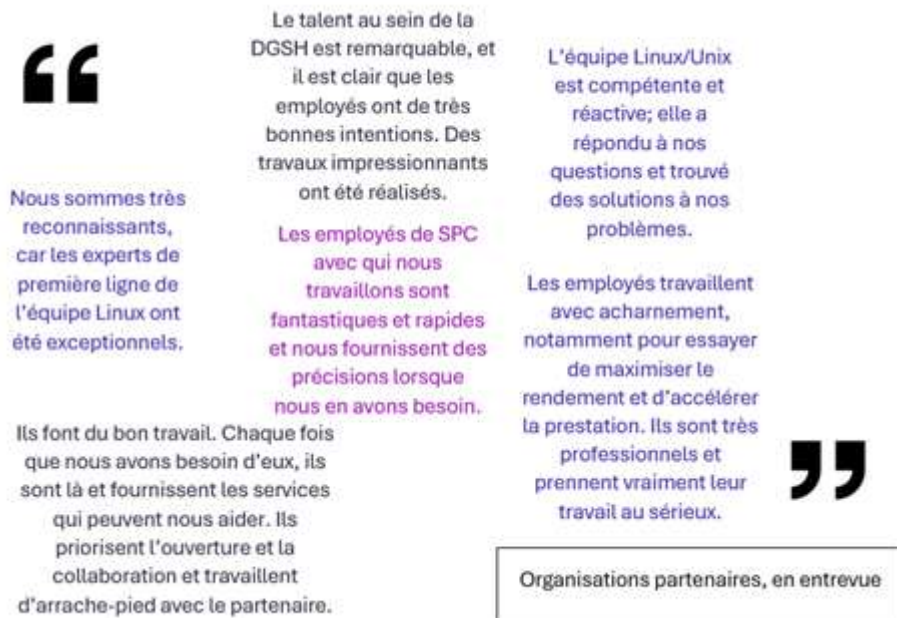 ❝
Le talent au sein de la
DGSH est remarquable, et
il est clair que les
employés ont de très
bonnes intentions. Des
travaux impressionnants
ont été réalisés.
L'équipe Linux/Unix
est compétente et
réactive; elle a
répondu à nos
questions et trouvé
des solutions à nos
problèmes.
Nous sommes très
reconnaissants,
car les experts de
première ligne de
l'équipe Linux ont
été exceptionnels.
Les employés de SPC
avec qui nous
travaillons sont
fantastiques et rapides
et nous fournissent des
précisions lorsque
nous en avons besoin.
Les employés travaillent
avec acharnement,
notamment pour essayer
de maximiser le
rendement et d'accélérer
la prestation. Ils sont très
professionnels et
prennent vraiment leur
travail au sérieux.
❞
Ils font du bon travail. Chaque fois
que nous avons besoin d'eux, ils
sont là et fournissent les services
qui peuvent nous aider. Ils
priorisent l'ouverture et la
collaboration et travaillent
d'arrache-pied avec le partenaire.
Organisations partenaires, en entrevue